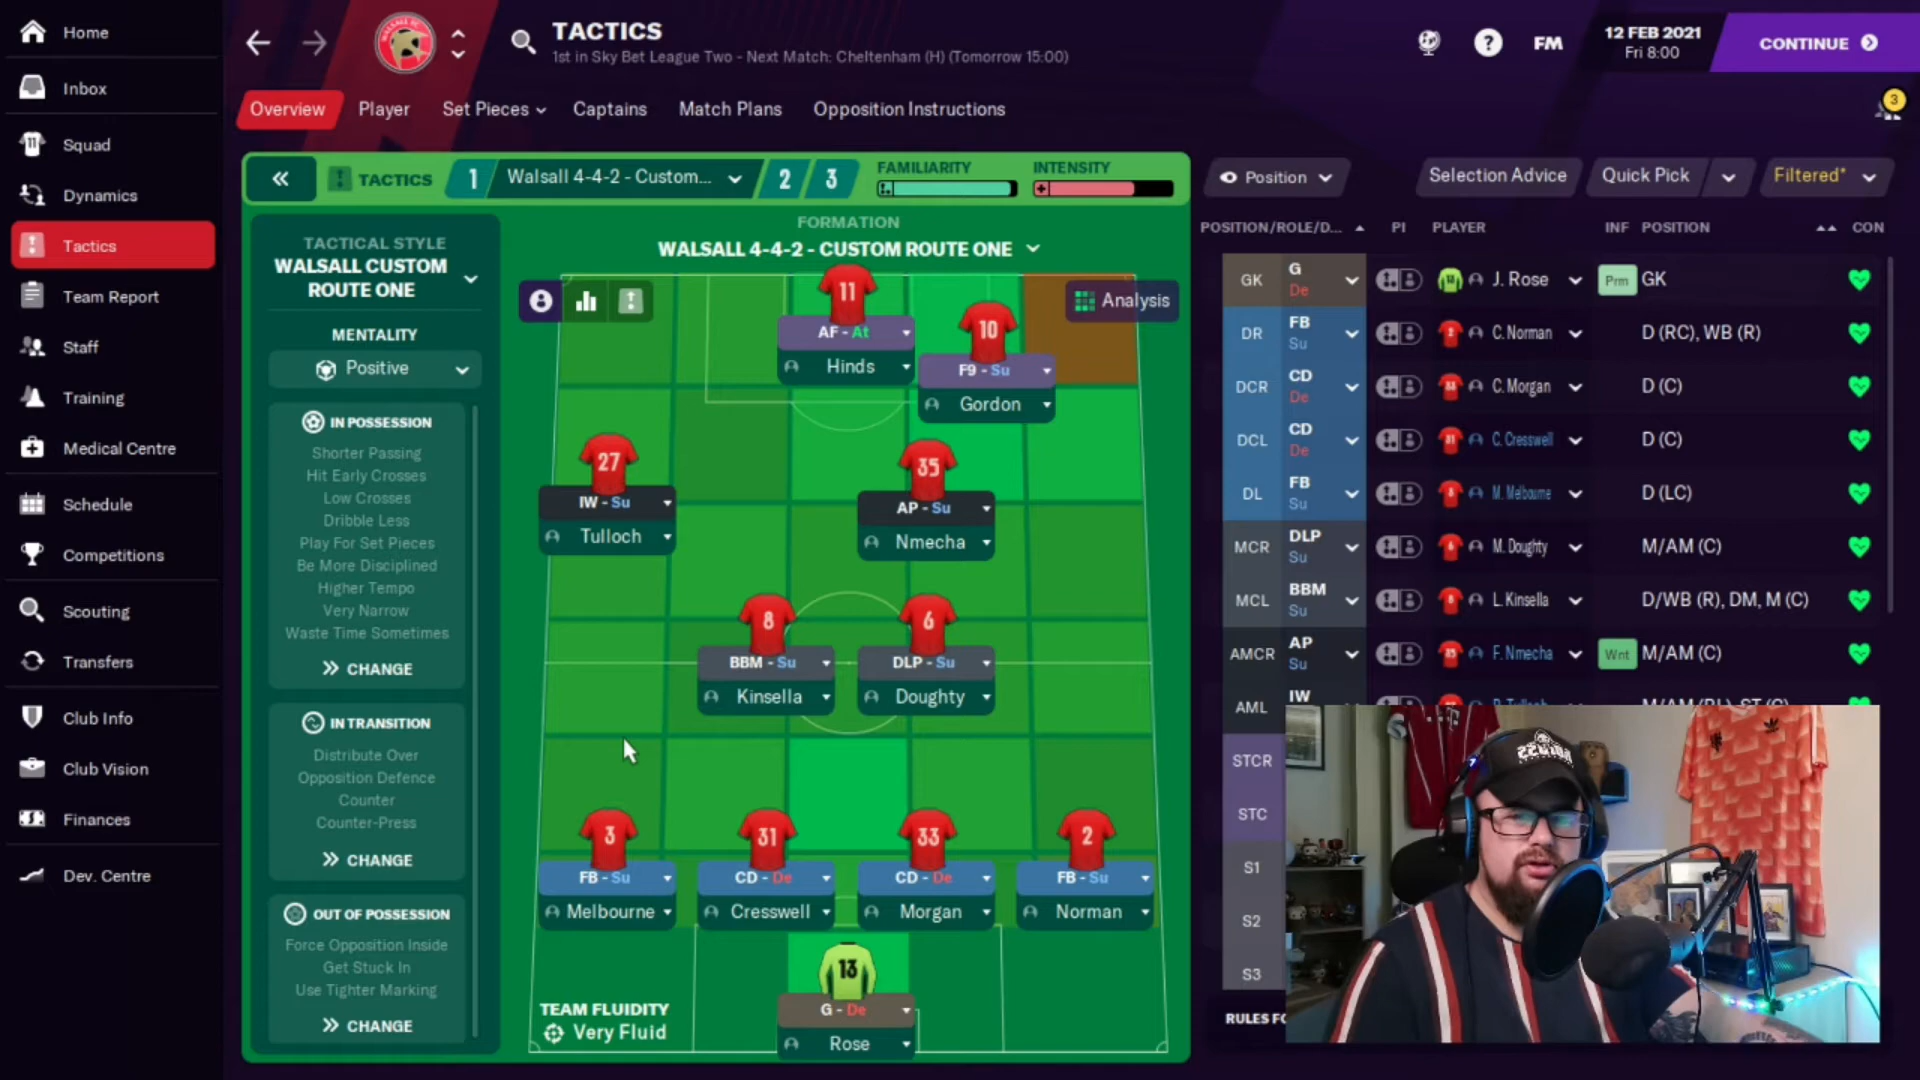 Home
Inbox
Squad
Dynamics
Tactics
Team Report
Staff
Training
Medical Centre
Schedule
Competitions
Scouting
Transfers
Club Info
Club Vision
Finances
Dev. Centre
TACTICS
1st in Sky Bet League Two - Next Match: Cheltenham (H) (Tomorrow 15:00)
?
FM
12 FEB 2021
Fri 8:00
CONTINUE
3
Overview
Player
Set Pieces
Captains
Match Plans
Opposition Instructions
TACTICS
1
Walsall 4-4-2 - Custom...
2
3
FAMILIARITY
INTENSITY
TACTICAL STYLE
WALSALL CUSTOM
ROUTE ONE
MENTALITY
Positive
IN POSSESSION
Shorter Passing
Hit Early Crosses
Low Crosses
Dribble Less
Play For Set Pieces
Be More Disciplined
Higher Tempo
Very Narrow
Waste Time Sometimes
CHANGE
IN TRANSITION
Distribute Over
Opposition Defence
Counter
Counter-Press
CHANGE
OUT OF POSSESSION
Force Opposition Inside
Get Stuck In
Use Tighter Marking
CHANGE
FORMATION
WALSALL 4-4-2 - CUSTOM ROUTE ONE
Analysis
11
AF - At
Hinds
10
F9 - Su
Gordon
27
IW - Su
Tulloch
35
AP - Su
Nmecha
8
BBM - Su
Kinsella
6
DLP - Su
Doughty
3
FB - Su
Melbourne
31
CD - De
Cresswell
33
CD - De
Morgan
2
FB - Su
Norman
13
G - De
Rose
TEAM FLUIDITY
Very Fluid
Position
Selection Advice
Quick Pick
Filtered*
POSITION/ROLE/D... PI PLAYER INF POSITION CON
GK G De J. Rose Prm GK
DR FB Su 2 C. Norman D (RC), WB (R)
DCR CD De 33 C. Morgan D (C)
DCL CD De 31 C. Cresswell D (C)
DL FB Su 3 M. Melbourne D (LC)
MCR DLP Su 6 M. Doughty M/AM (C)
MCL BBM Su 8 L. Kinsella D/WB (R), DM, M (C)
AMCR AP Su 35 F. Nmecha Wnt M/AM (C)
AML IW
STCR
STC
S1
S2
S3